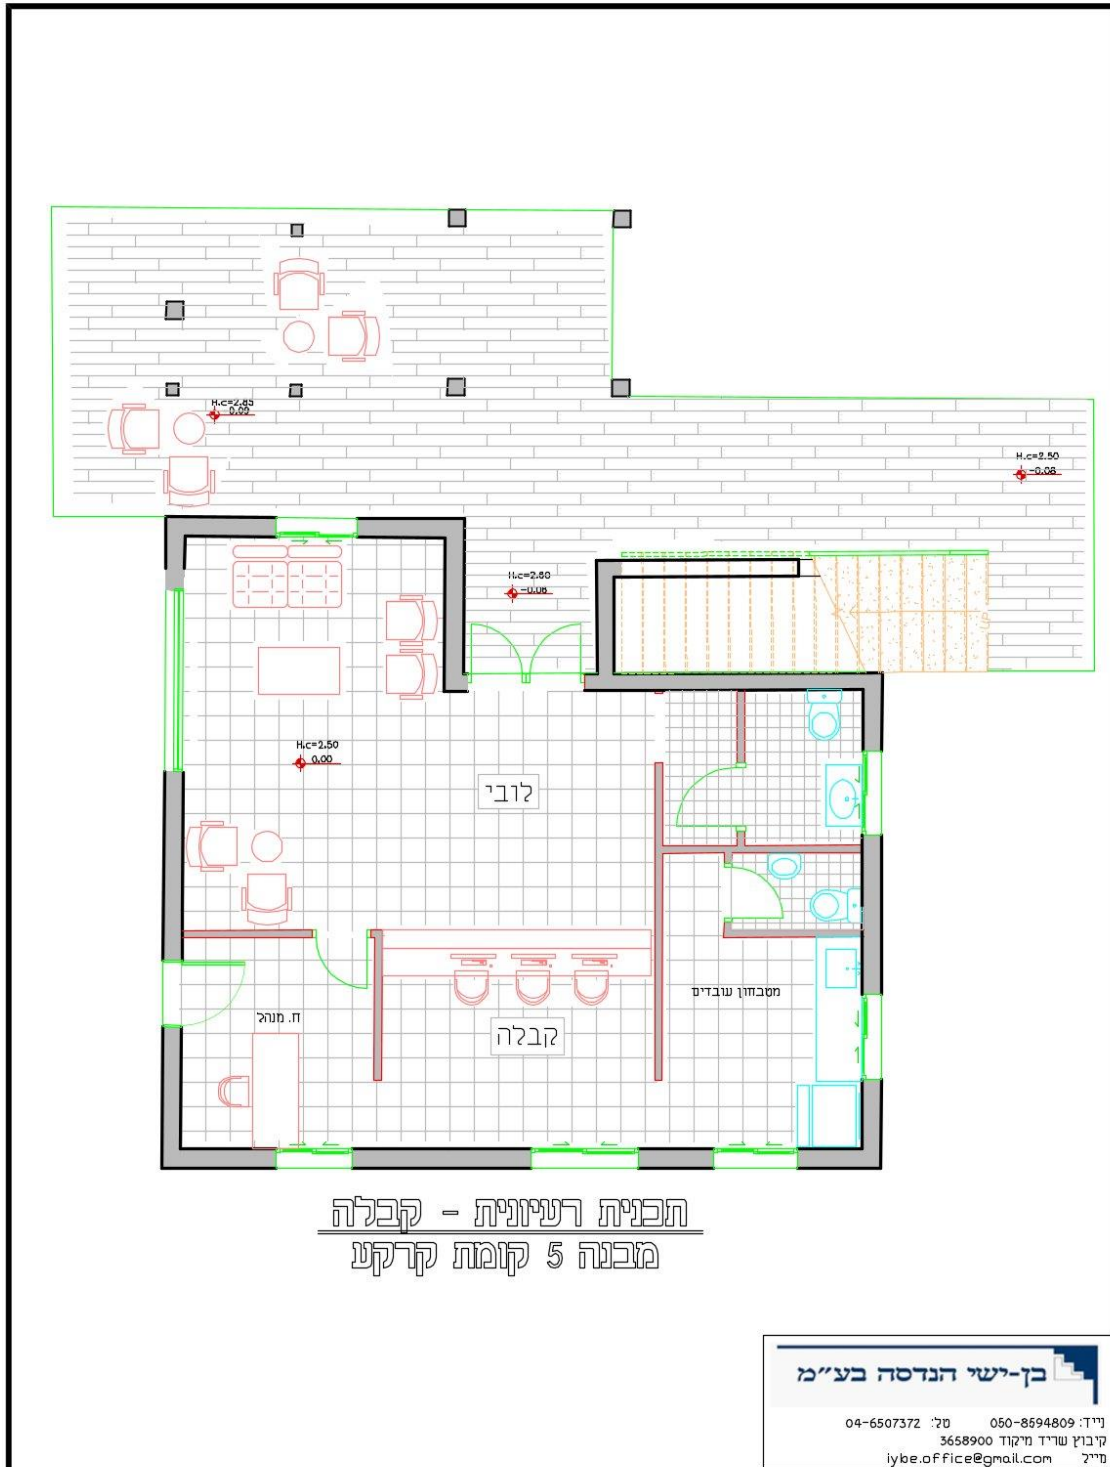 H.c=2.85
0.00
H.c=2.50
-0.08
H.c=2.60
-0.08
UP
H.c=2.50
0.00
לובי
מטבחון עובדים
ח. מנהל
קבלה
תכנית רעיונית - קבלה
מבנה 5 קומת קרקע
בן-ישי הנדסה בע״מ
נייד: 050-8594809 טל: 04-6507372
קיבוץ שריד מיקוד 3658900
מייל iybe.office@gmail.com